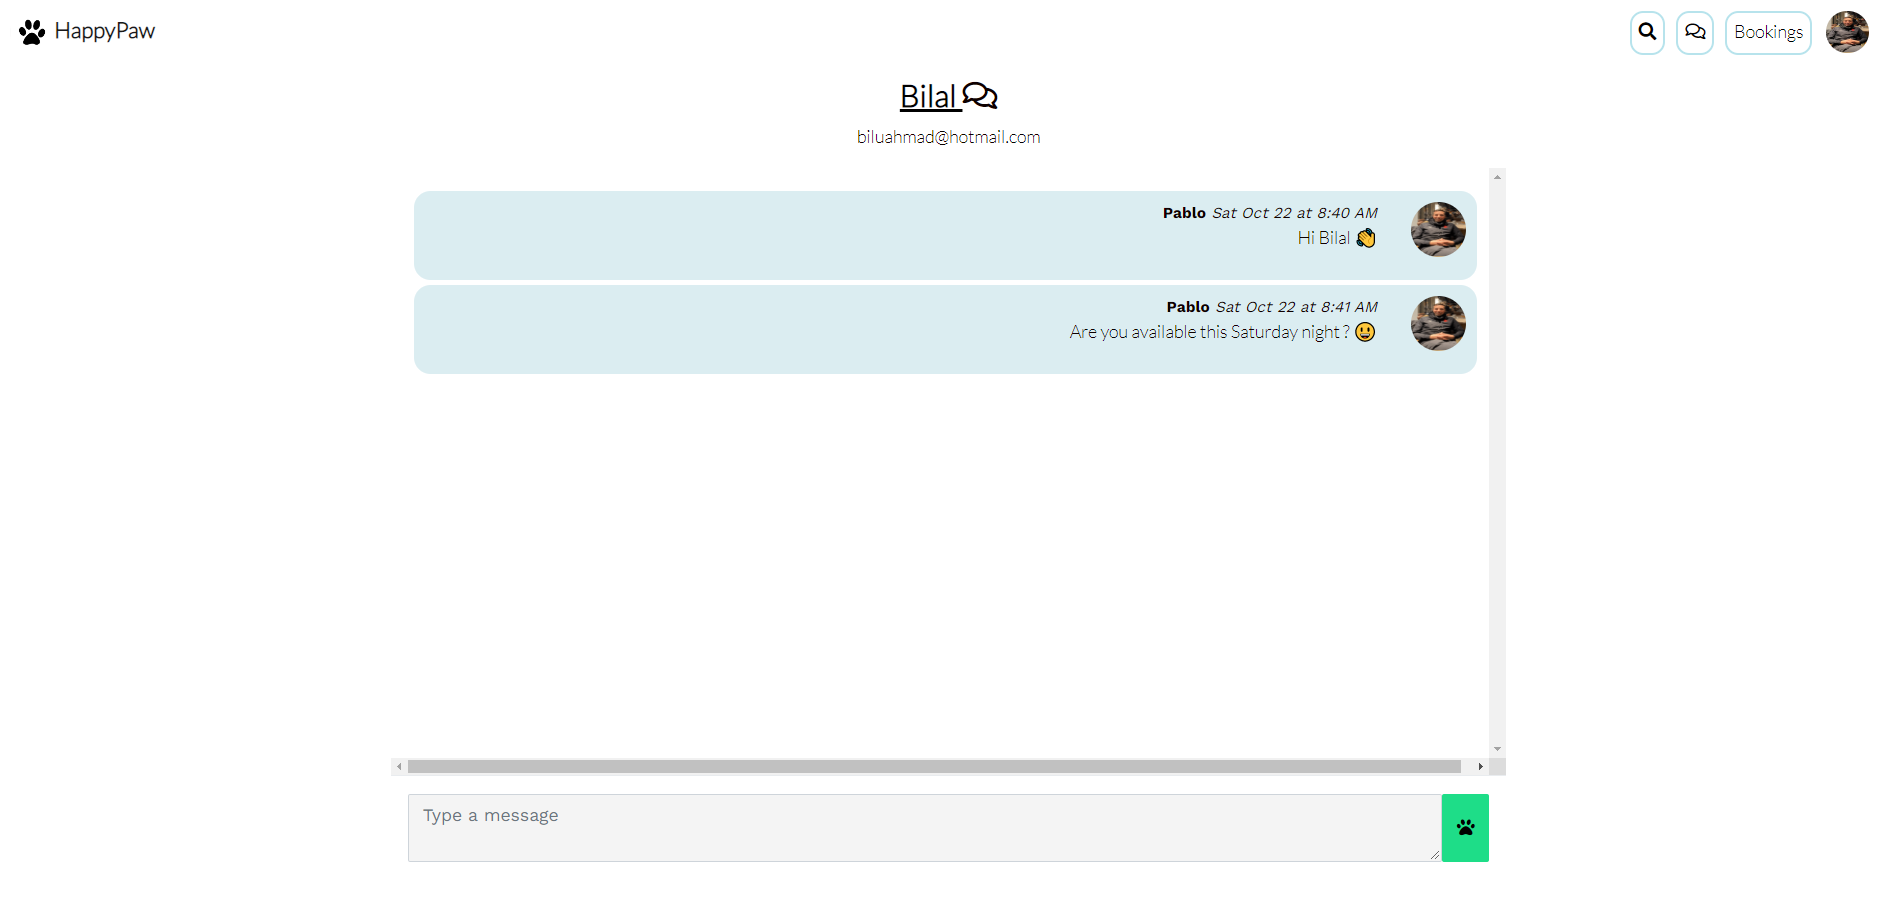 HappyPaw
Bookings
Bilal
biluahmad@hotmail.com
Pablo Sat Oct 22 at 8:40 AM
Hi Bilal 👏
Pablo Sat Oct 22 at 8:41 AM
Are you available this Saturday night ? 😃
Type a message